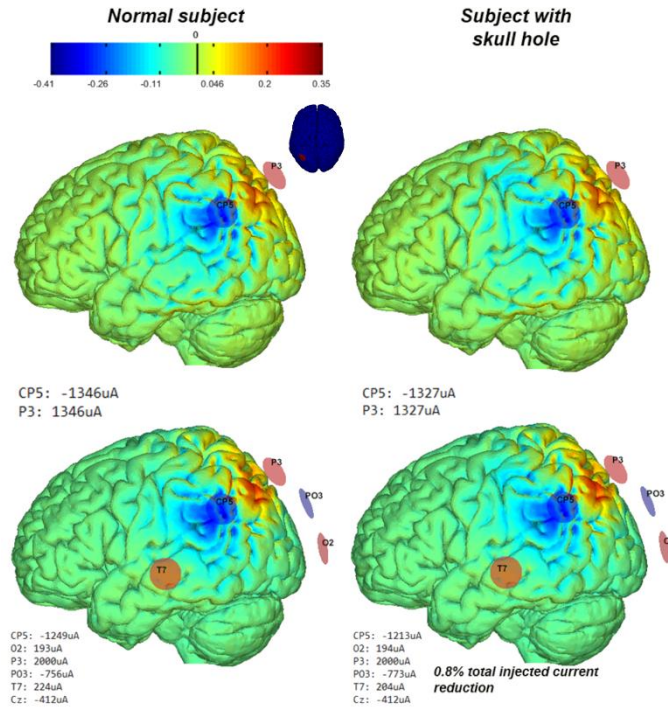 Normal subject
Subject with
skull hole
0
-0.41 -0.26 -0.11 0.046 0.2 0.35
P3
CP5
P3
CP5
CP5: -1346uA
P3: 1346uA
CP5: -1327uA
P3: 1327uA
P3
CP5
PO3
O2
T7
P3
CP5
PO3
T7
CP5: -1249uA
O2: 193uA
P3: 2000uA
PO3: -756uA
T7: 224uA
Cz: -412uA
CP5: -1213uA
O2: 194uA
P3: 2000uA
PO3: -773uA
T7: 204uA
Cz: -412uA
0.8% total injected current
reduction